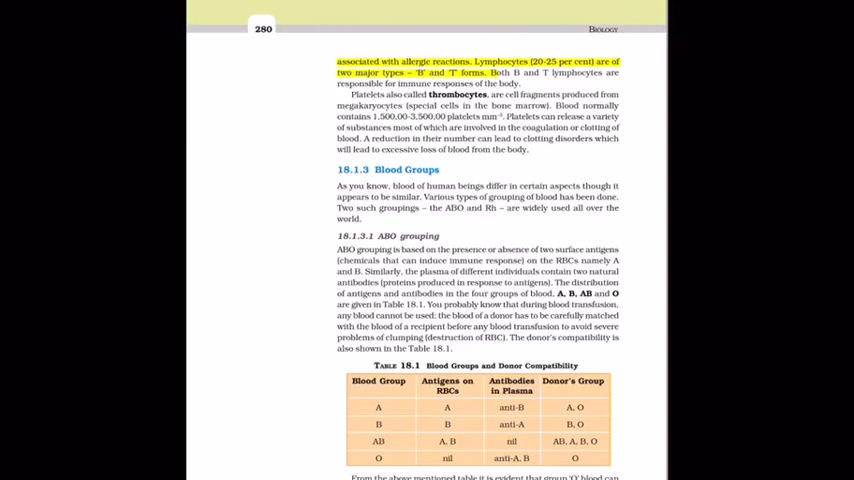 280
BIOLOGY
associated with allergic reactions. Lymphocytes (20-25 per cent) are of
two major types – 'B' and 'T' forms. Both B and T lymphocytes are
responsible for immune responses of the body.
Platelets also called thrombocytes, are cell fragments produced from
megakaryocytes (special cells in the bone marrow). Blood normally
contains 1,500,00-3,500,00 platelets mm⁻³. Platelets can release a variety
of substances most of which are involved in the coagulation or clotting of
blood. A reduction in their number can lead to clotting disorders which
will lead to excessive loss of blood from the body.
18.1.3 Blood Groups
As you know, blood of human beings differ in certain aspects though it
appears to be similar. Various types of grouping of blood has been done.
Two such groupings – the ABO and Rh – are widely used all over the
world.
18.1.3.1 ABO grouping
ABO grouping is based on the presence or absence of two surface antigens
(chemicals that can induce immune response) on the RBCs namely A
and B. Similarly, the plasma of different individuals contain two natural
antibodies (proteins produced in response to antigens). The distribution
of antigens and antibodies in the four groups of blood, A, B, AB and O
are given in Table 18.1. You probably know that during blood transfusion,
any blood cannot be used; the blood of a donor has to be carefully matched
with the blood of a recipient before any blood transfusion to avoid severe
problems of clumping (destruction of RBC). The donor's compatibility is
also shown in the Table 18.1.
TABLE 18.1 Blood Groups and Donor Compatibility
Blood Group Antigens on Antibodies Donor's Group
RBCs in Plasma
A A anti-B A, O
B B anti-A B, O
AB A, B nil AB, A, B, O
O nil anti-A, B O
From the above mentioned table it is evident that group 'O' blood can